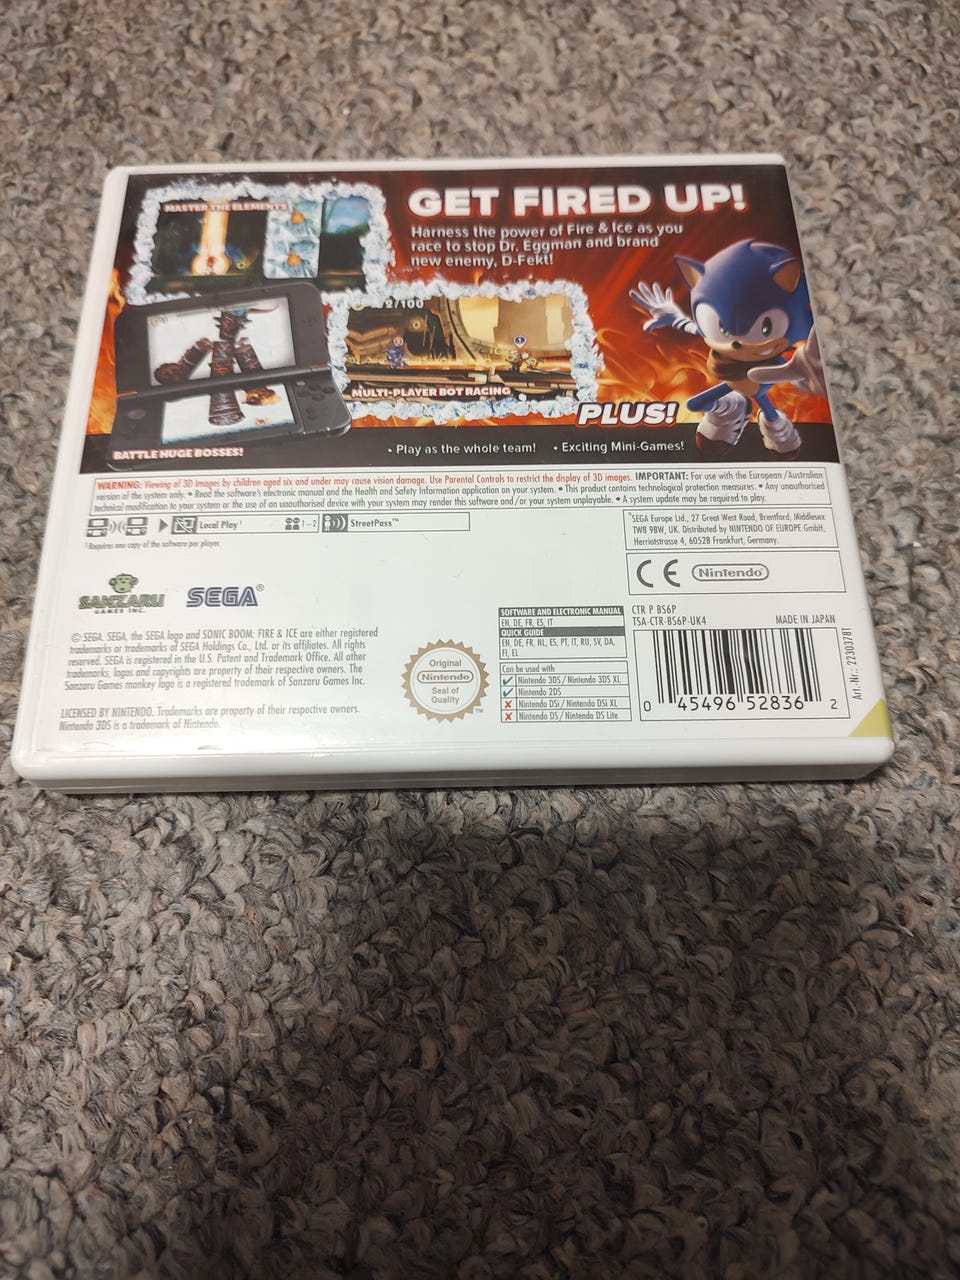 MASTER THE ELEMENTS
GET FIRED UP!
Harness the power of Fire & Ice as you
race to stop Dr. Eggman and brand
new enemy, D-Fekt!
2/100
MULTI-PLAYER BOT RACING
PLUS!
BATTLE HUGE BOSSES!
• Play as the whole team! • Exciting Mini-Games!
WARNING: Viewing of 3D images by children aged six and under may cause vision damage. Use Parental Controls to restrict the display of 3D images. IMPORTANT: For use with the European/Australian
version of the system only. • Read the software's electronic manual and the Health and Safety Information application on your system. • This product contains technological protection measures. • Any unauthorised
technical modification to your system or the use of an unauthorised device with your system may render this software and/or your system unplayable. • A system update may be required to play.
Local Play¹
1-2
StreetPass™
¹Requires one copy of the software per player.
®SEGA Europe Ltd., 27 Great West Road, Brentford, Middlesex,
TW8 9BW, UK. Distributed by NINTENDO OF EUROPE GmbH,
Herriotstrasse 4, 60528 Frankfurt, Germany.
CE Nintendo®
SANZARU
GAMES INC.
SEGA®
© SEGA. SEGA, the SEGA logo and SONIC BOOM: FIRE & ICE are either registered
trademarks or trademarks of SEGA Holdings Co., Ltd. or its affiliates. All rights
reserved. SEGA is registered in the U.S. Patent and Trademark Office. All other
trademarks, logos and copyrights are property of their respective owners. The
Sanzaru Games monkey logo is a registered trademark of Sanzaru Games Inc.
LICENSED BY NINTENDO. Trademarks are property of their respective owners.
Nintendo 3DS is a trademark of Nintendo.
Original
Nintendo
Seal of
Quality
™
SOFTWARE AND ELECTRONIC MANUAL
EN, DE, FR, ES, IT
QUICK GUIDE
EN, DE, FR, NL, ES, PT, IT, RU, SV, DA,
FI, EL
Can be used with
Nintendo 3DS / Nintendo 3DS XL
Nintendo 2DS
Nintendo DSi / Nintendo DSi XL
Nintendo DS / Nintendo DS Lite
CTR P BS6P
TSA-CTR-BS6P-UK4 MADE IN JAPAN
0 45496 52836 2
Art.-Nr.: 2230378T